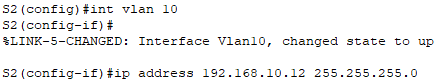 S2(config)#int vlan 10
S2(config-if)#
%LINK-5-CHANGED: Interface Vlan10, changed state to up
S2(config-if)#ip address 192.168.10.12 255.255.255.0